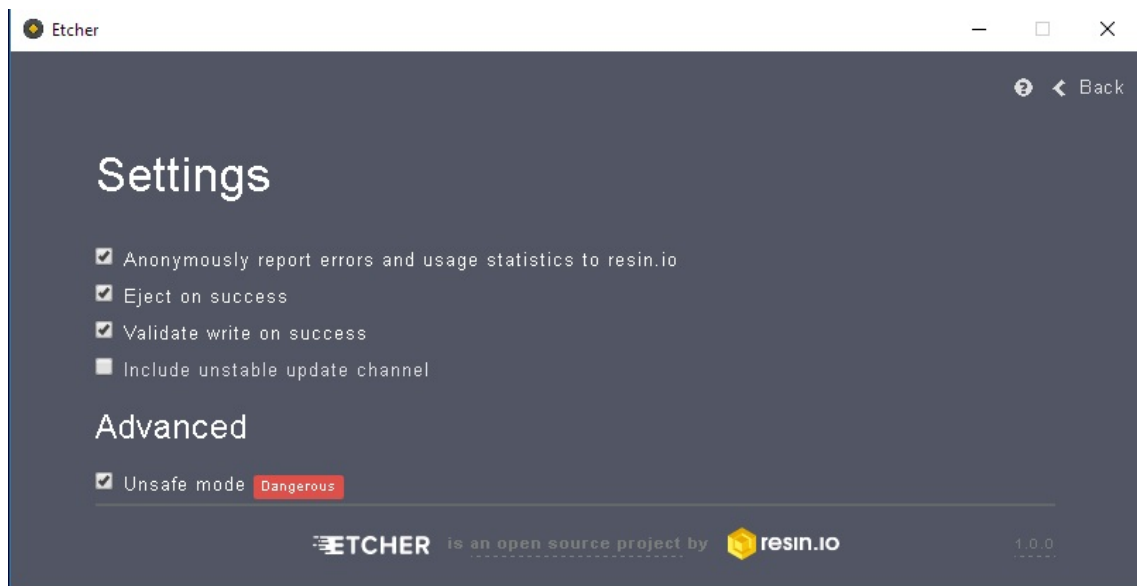 Etcher
Back
Settings
Anonymously report errors and usage statistics to resin.io
Eject on success
Validate write on success
Include unstable update channel
Advanced
Unsafe mode Dangerous
ETCHER is an open source project by resin.io 1.0.0